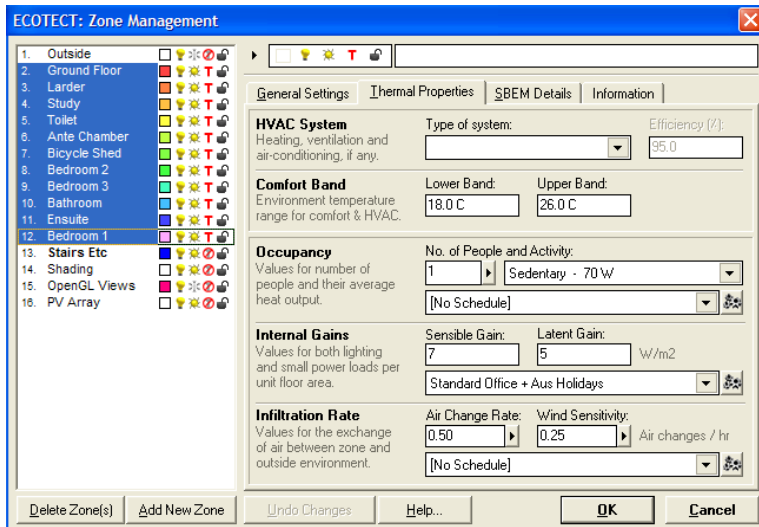 ECOTECT: Zone Management
1. Outside
2. Ground Floor T
3. Larder T
4. Study T
5. Toilet T
6. Ante Chamber T
7. Bicycle Shed T
8. Bedroom 2 T
9. Bedroom 3 T
10. Bathroom T
11. Ensuite T
12. Bedroom 1 T
13. Stairs Etc
14. Shading
15. OpenGL Views
16. PV Array
Delete Zone(s) Add New Zone
T
General Settings Thermal Properties SBEM Details Information
HVAC System
Heating, ventilation and
air-conditioning, if any.
Type of system: Efficiency (%):
95.0
Comfort Band
Environment temperature
range for comfort & HVAC.
Lower Band: Upper Band:
18.0 C 26.0 C
Occupancy
Values for number of
people and their average
heat output.
No. of People and Activity:
1 Sedentary - 70 W
[No Schedule]
Internal Gains
Values for both lighting
and small power loads per
unit floor area.
Sensible Gain: Latent Gain:
7 5 W/m2
Standard Office + Aus Holidays
Infiltration Rate
Values for the exchange
of air between zone and
outside environment.
Air Change Rate: Wind Sensitivity:
0.50 0.25 Air changes / hr
[No Schedule]
Undo Changes Help... OK Cancel